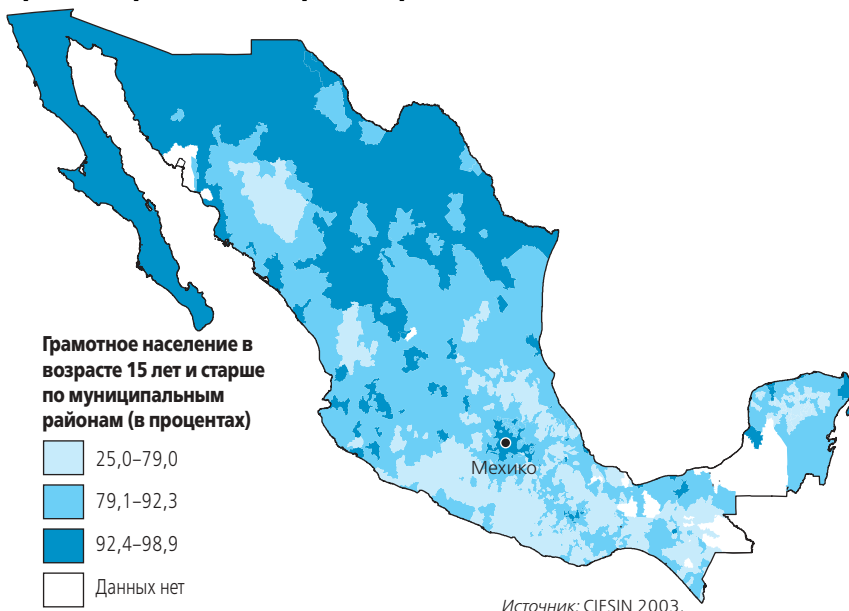 Грамотное население в
возрасте 15 лет и старше
по муниципальным
районам (в процентах)
25,0–79,0
79,1–92,3
92,4–98,9
Данных нет
Мехико
Источник: CIESIN 2003.